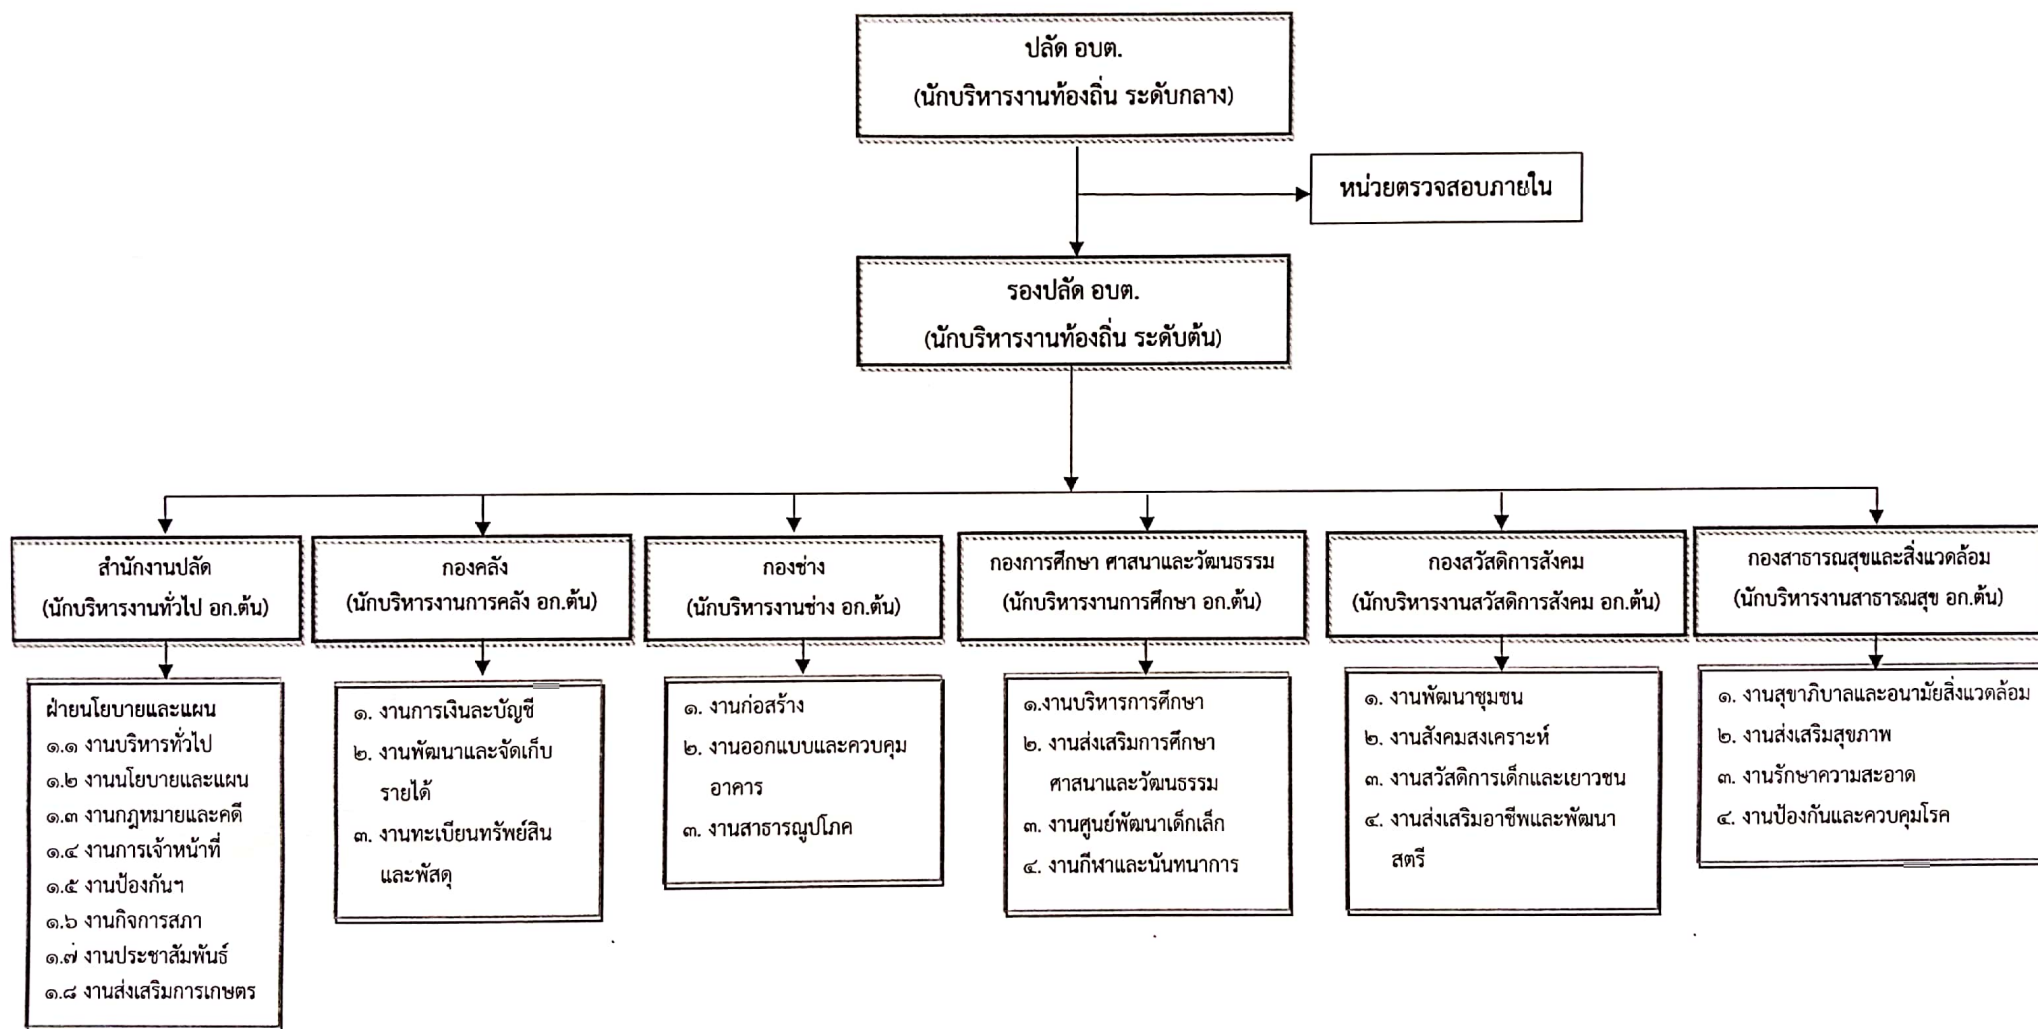 ปลัด อบต.
(นักบริหารงานท้องถิ่น ระดับกลาง)
หน่วยตรวจสอบภายใน
รองปลัด อบต.
(นักบริหารงานท้องถิ่น ระดับต้น)
สำนักงานปลัด
(นักบริหารงานทั่วไป อก.ต้น)
ฝ่ายนโยบายและแผน
๑.๑ งานบริหารทั่วไป
๑.๒ งานนโยบายและแผน
๑.๓ งานกฎหมายและคดี
๑.๔ งานการเจ้าหน้าที่
๑.๕ งานป้องกันฯ
๑.๖ งานกิจการสภา
๑.๗ งานประชาสัมพันธ์
๑.๘ งานส่งเสริมการเกษตร
กองคลัง
(นักบริหารงานการคลัง อก.ต้น)
๑. งานการเงินละบัญชี
๒. งานพัฒนาและจัดเก็บ
รายได้
๓. งานทะเบียนทรัพย์สิน
และพัสดุ
กองช่าง
(นักบริหารงานช่าง อก.ต้น)
๑. งานก่อสร้าง
๒. งานออกแบบและควบคุม
อาคาร
๓. งานสาธารณูปโภค
กองการศึกษา ศาสนาและวัฒนธรรม
(นักบริหารงานการศึกษา อก.ต้น)
๑.งานบริหารการศึกษา
๒. งานส่งเสริมการศึกษา
ศาสนาและวัฒนธรรม
๓. งานศูนย์พัฒนาเด็กเล็ก
๔. งานกีฬาและนันทนาการ
กองสวัสดิการสังคม
(นักบริหารงานสวัสดิการสังคม อก.ต้น)
๑. งานพัฒนาชุมชน
๒. งานสังคมสงเคราะห์
๓. งานสวัสดิการเด็กและเยาวชน
๔. งานส่งเสริมอาชีพและพัฒนา
สตรี
กองสาธารณสุขและสิ่งแวดล้อม
(นักบริหารงานสาธารณสุข อก.ต้น)
๑. งานสุขาภิบาลและอนามัยสิ่งแวดล้อม
๒. งานส่งเสริมสุขภาพ
๓. งานรักษาความสะอาด
๔. งานป้องกันและควบคุมโรค